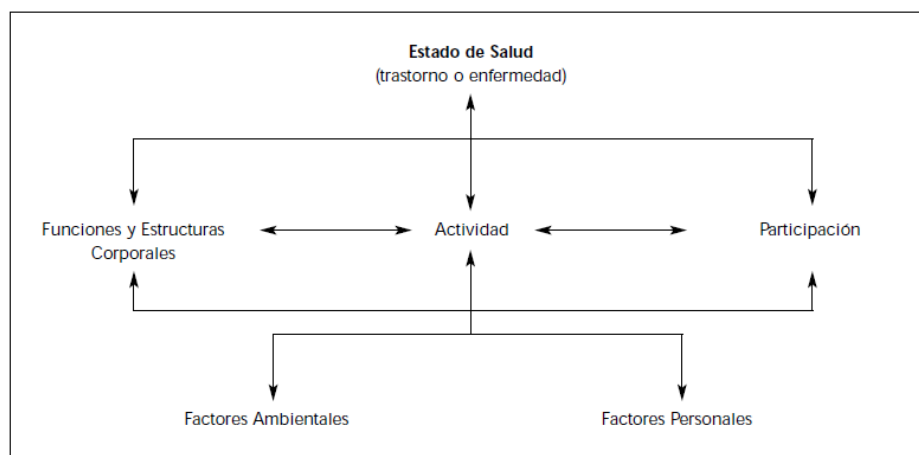 Estado de Salud
(trastorno o enfermedad)
Funciones y Estructuras
Corporales
Actividad
Participación
Factores Ambientales
Factores Personales